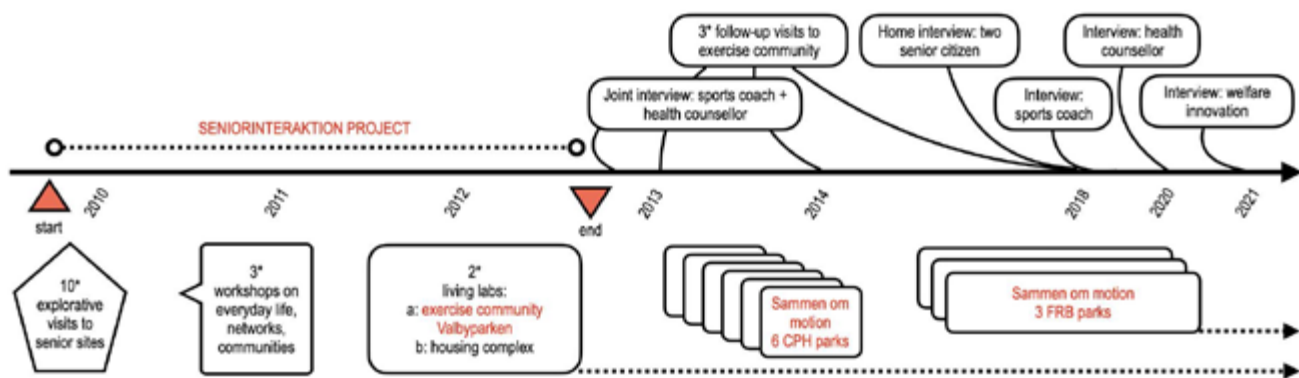 3* follow-up visits to
exercise community
Home interview: two
senior citizen
Interview: health
counsellor
Joint interview: sports coach +
health counsellor
Interview:
sports coach
Interview: welfare
innovation
SENIORINTERAKTION PROJECT
2010
2011
2012
2013
2014
2018
2020
2021
start
end
10*
explorative
visits to
senior sites
3*
workshops on
everyday life,
networks,
communities
2*
living labs:
a: exercise community
Valbyparken
b: housing complex
Sammen om
motion
6 CPH parks
Sammen om motion
3 FRB parks